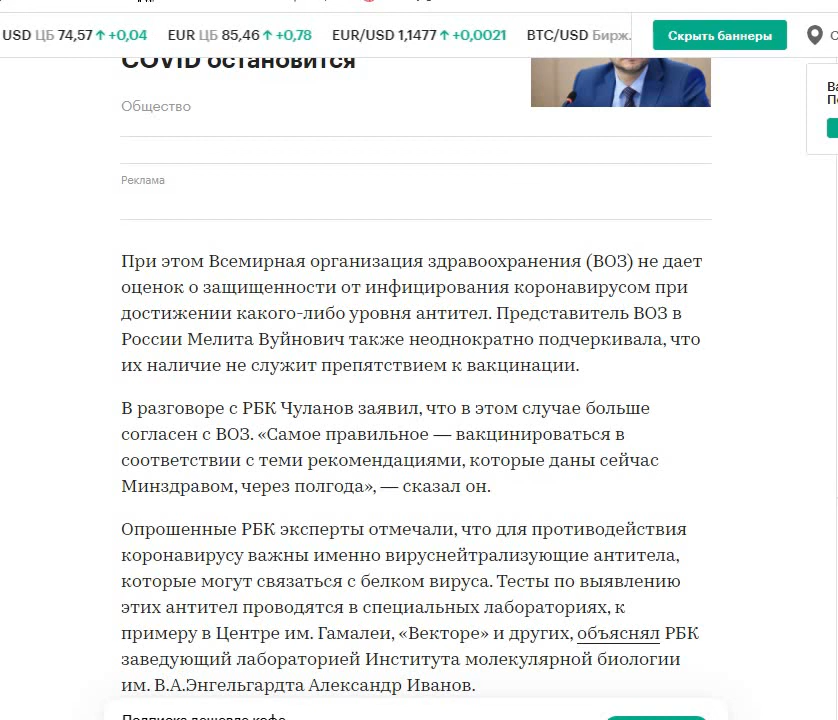 USD ЦБ 74,57 ↑ +0,04 EUR ЦБ 85,46 ↑ +0,78 EUR/USD 1,1477 ↑ +0,0021 BTC/USD Бирж. Скрыть баннеры
COVID остановится
Общество
Реклама
При этом Всемирная организация здравоохранения (ВОЗ) не дает
оценок о защищенности от инфицирования коронавирусом при
достижении какого-либо уровня антител. Представитель ВОЗ в
России Мелита Вуйнович также неоднократно подчеркивала, что
их наличие не служит препятствием к вакцинации.
В разговоре с РБК Чуланов заявил, что в этом случае больше
согласен с ВОЗ. «Самое правильное — вакцинироваться в
соответствии с теми рекомендациями, которые даны сейчас
Минздравом, через полгода», — сказал он.
Опрошенные РБК эксперты отмечали, что для противодействия
коронавирусу важны именно вируснейтрализующие антитела,
которые могут связаться с белком вируса. Тесты по выявлению
этих антител проводятся в специальных лабораториях, к
примеру в Центре им. Гамалеи, «Векторе» и других, объяснял РБК
заведующий лабораторией Института молекулярной биологии
им. В.А.Энгельгардта Александр Иванов.
Подписка дешевле кофе